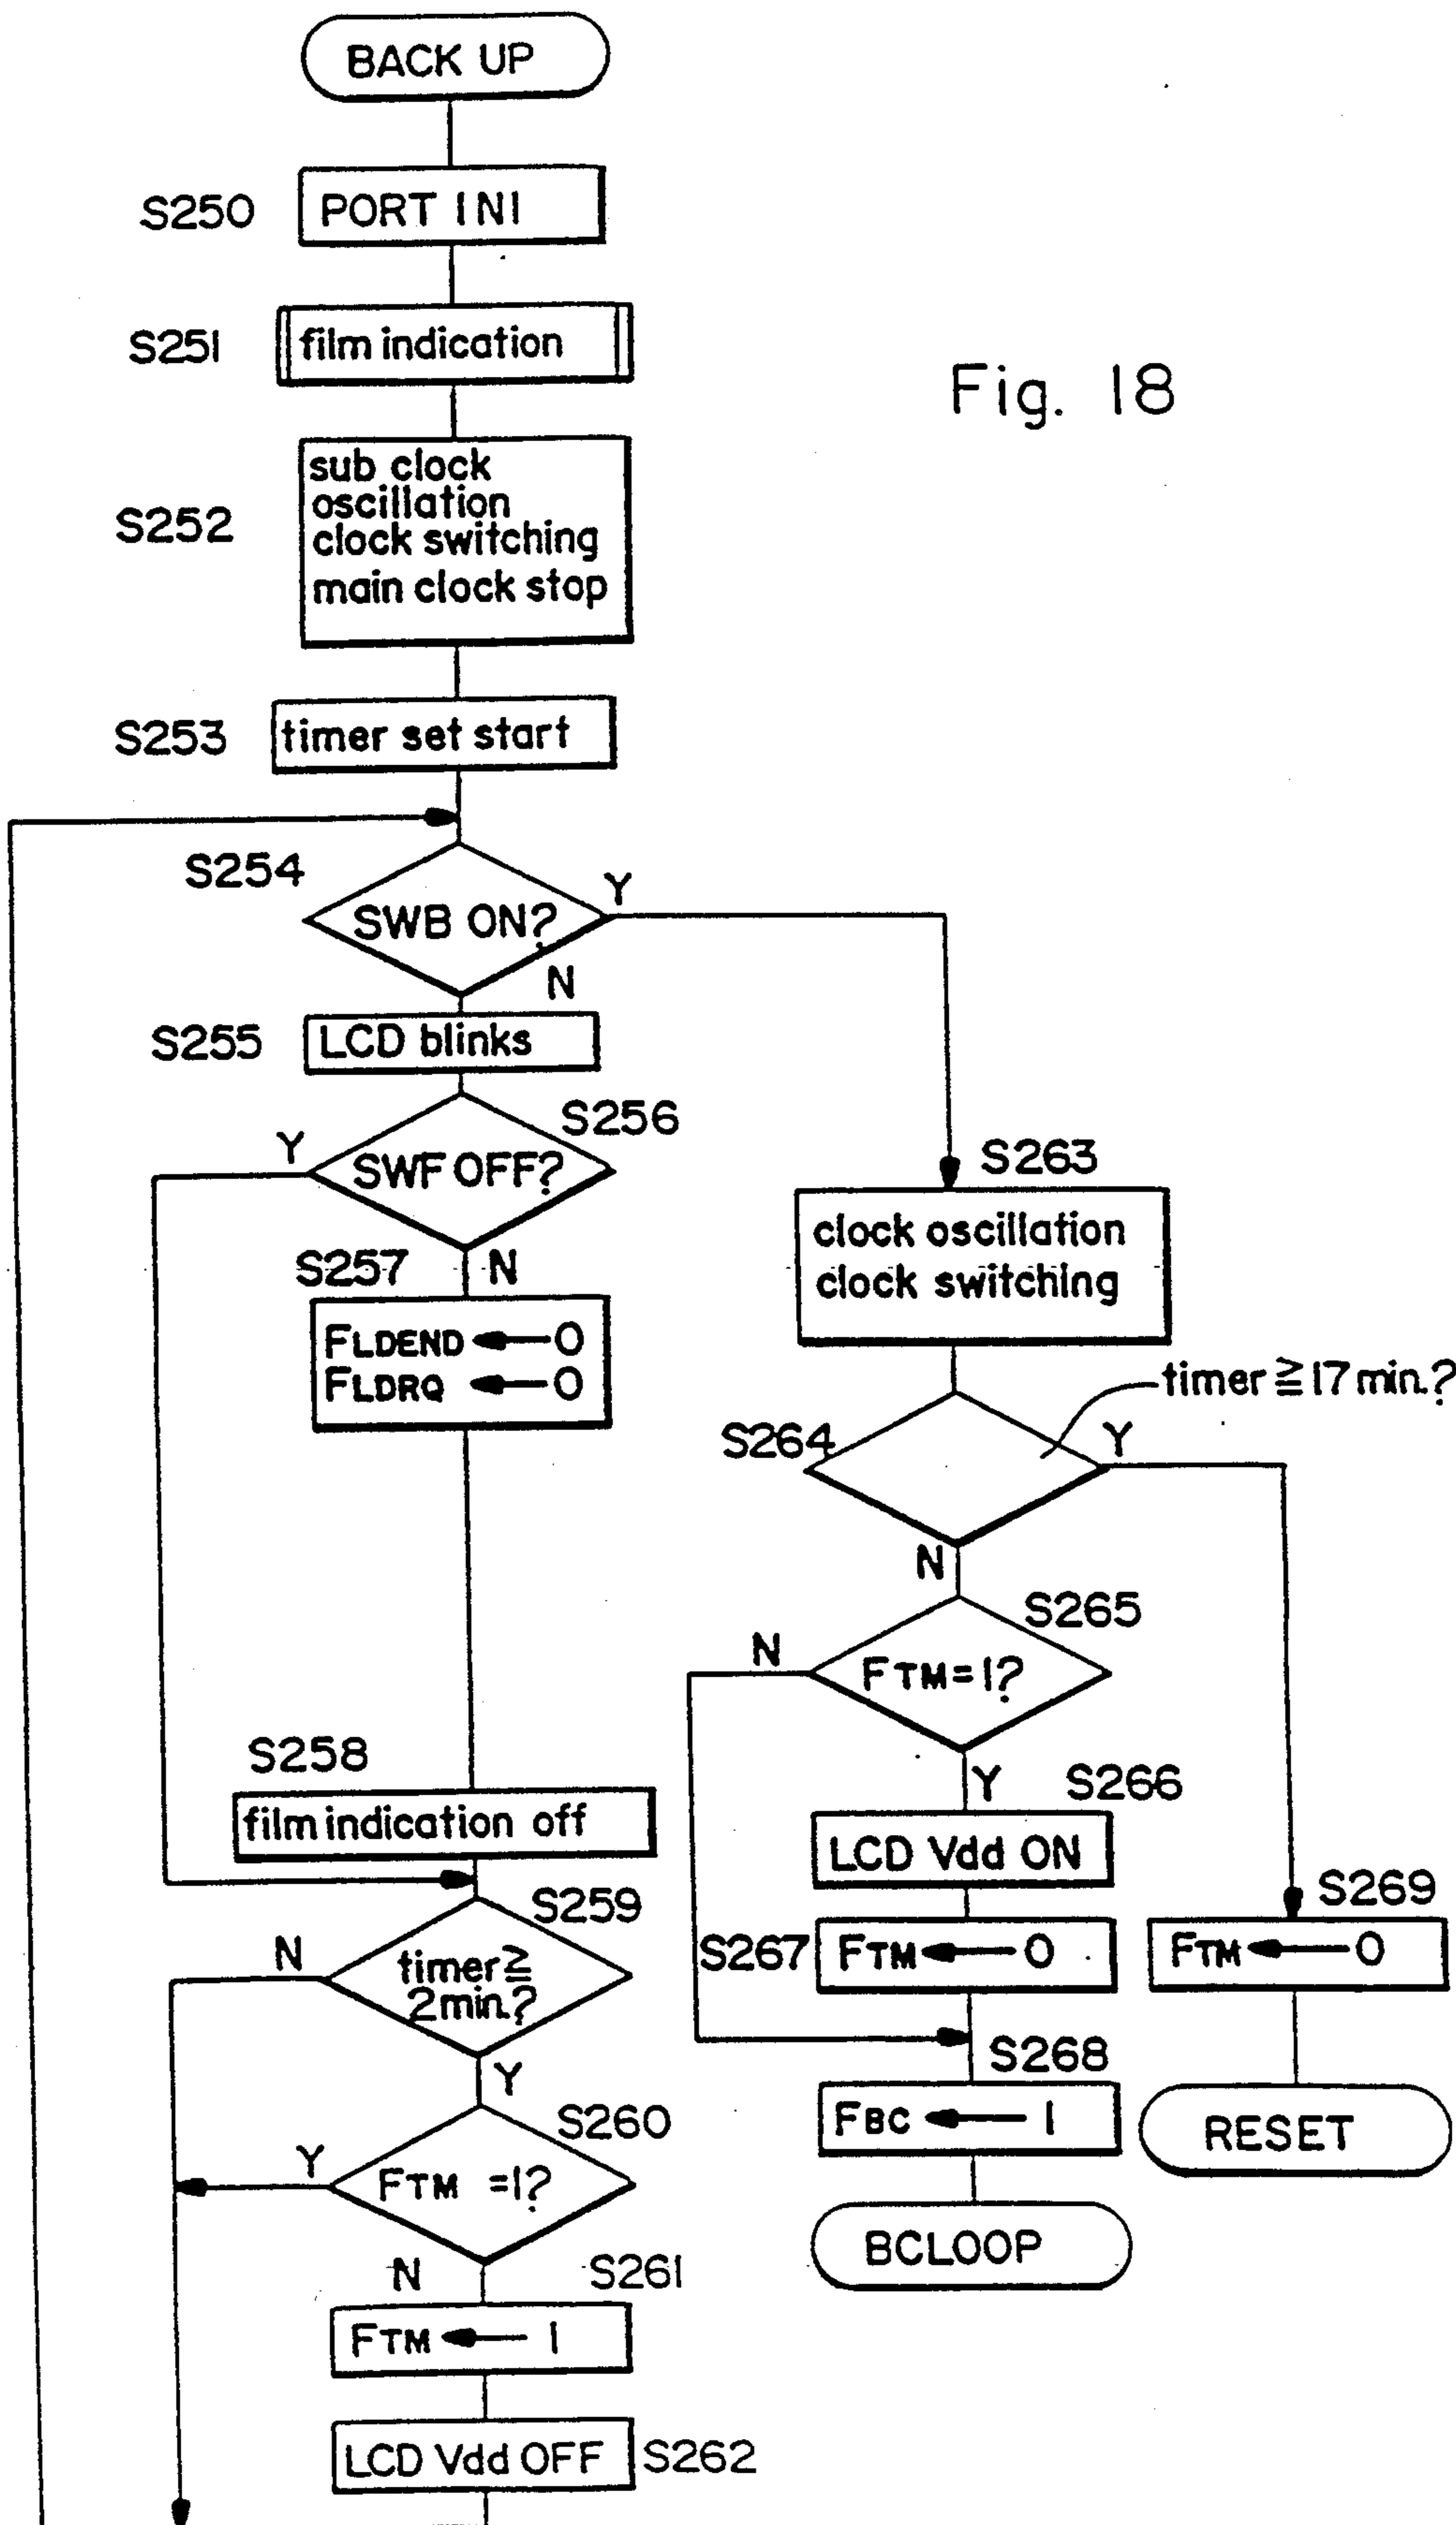 BACK UP
S250
PORT INI
S251
film indication
Fig. 18
S252
sub clock
oscillation
clock switching
main clock stop
S253
timer set start
S254
SWB ON?
Y
N
S255
LCD blinks
S256
Y
SWF OFF?
S257
N
FLDEND ← 0
FLDRQ ← 0
S258
film indication off
S259
N
timer ≧
2min.?
Y
S260
Y
FTM =1?
N
S261
FTM ← 1
LCD Vdd OFF
S262
S263
clock oscillation
clock switching
timer ≧ 17 min.?
S264
Y
N
S265
N
FTM=1?
Y
S266
LCD Vdd ON
S267
FTM ← 0
S268
FBC ← 1
BCLOOP
S269
FTM ← 0
RESET